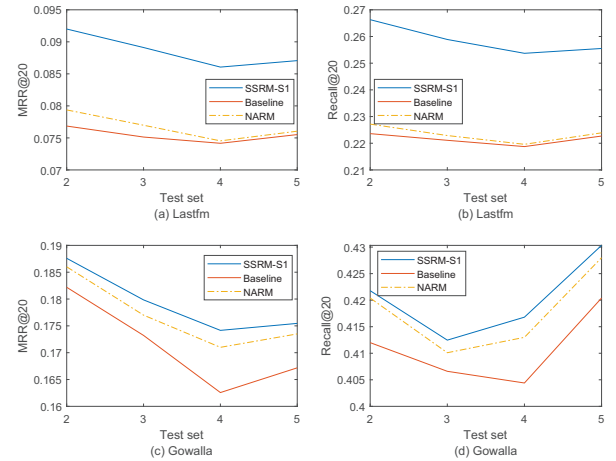 0.095
0.09
0.085
0.08
0.075
0.07
MRR@20
SSRM-S1
Baseline
NARM
2 3 4 5
Test set
(a) Lastfm
0.27
0.26
0.25
0.24
0.23
0.22
0.21
Recall@20
SSRM-S1
Baseline
NARM
2 3 4 5
Test set
(b) Lastfm
0.19
0.185
0.18
0.175
0.17
0.165
0.16
MRR@20
SSRM-S1
Baseline
NARM
2 3 4 5
Test set
(c) Gowalla
0.43
0.425
0.42
0.415
0.41
0.405
0.4
Recall@20
SSRM-S1
Baseline
NARM
2 3 4 5
Test set
(d) Gowalla